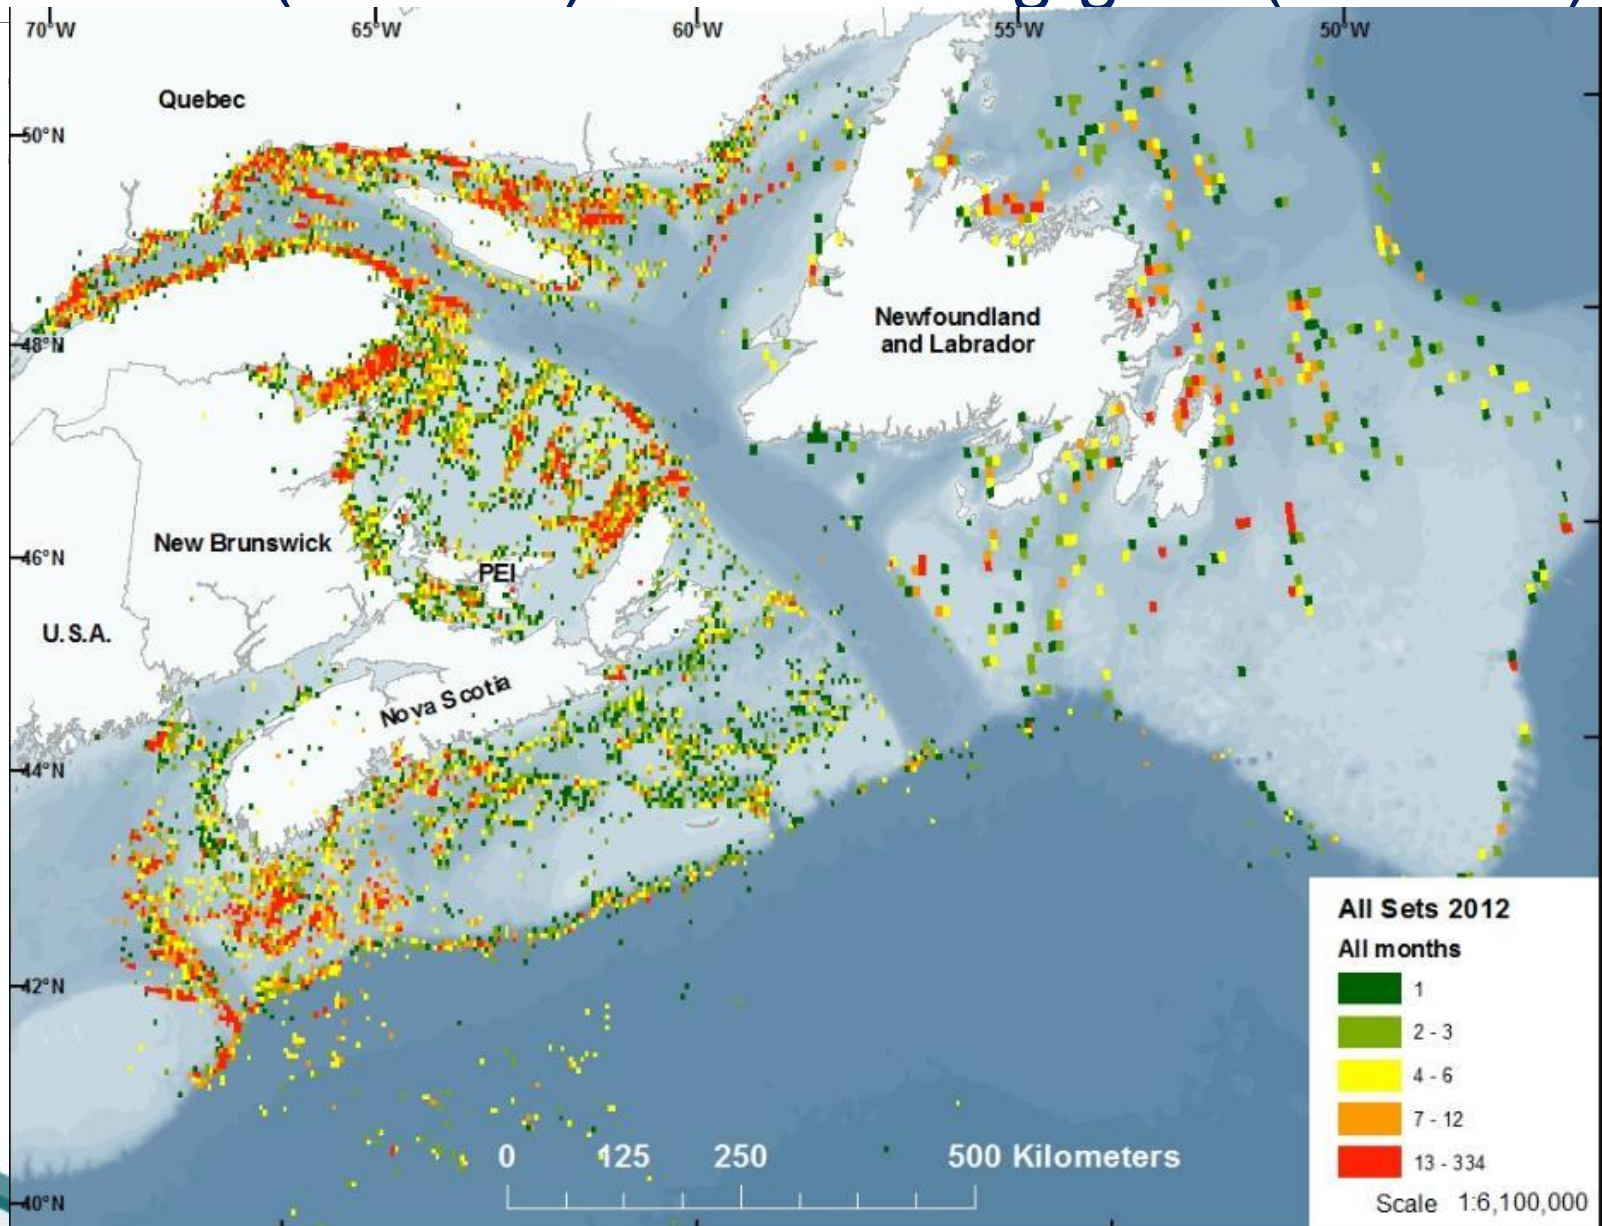 70°W 65°W 60°W 55°W 50°W
Quebec
50°N
Newfoundland
and Labrador
48°N
New Brunswick
46°N
PEI
U.S.A.
Nova Scotia
44°N
All Sets 2012
All months
1
2 - 3
42°N
4 - 6
7 - 12
0 125 250 500 Kilometers
13 - 334
40°N
Scale 1:6,100,000